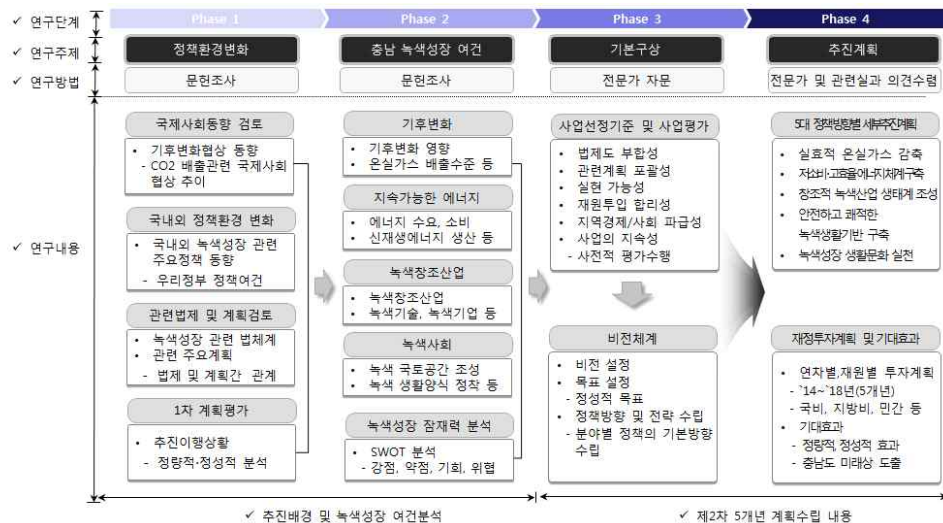 ✓ 연구단계
Phase 1
Phase 2
Phase 3
Phase 4
✓ 연구주제
정책환경변화
충남 녹색성장 여건
기본구상
추진계획
✓ 연구방법
문헌조사
문헌조사
전문가 자문
전문가 및 관련실과 의견수렴
✓ 연구내용
국제사회동향 검토
• 기후변화협상 동향
- CO2 배출관련 국제사회
협상 추이
국내외 정책환경 변화
• 국내외 녹색성장 관련
주요정책 동향
- 우리정부 정책여건
관련법제 및 계획검토
• 녹색성장 관련 법체계
• 관련 주요계획
- 법제 및 계획간 관계
1차 계획평가
• 추진이행상황
- 정량적·정성적 분석
기후변화
• 기후변화 영향
• 온실가스 배출수준 등
지속가능한 에너지
• 에너지 수요, 소비
• 신재생에너지 생산 등
녹색창조산업
• 녹색창조산업
• 녹색기술, 녹색기업 등
녹색사회
• 녹색 국토공간 조성
• 녹색 생활양식 정착 등
녹색성장 잠재력 분석
• SWOT 분석
- 강점, 약점, 기회, 위협
사업선정기준 및 사업평가
• 법제도 부합성
• 관련계획 포괄성
• 실현 가능성
• 재원투입 합리성
• 지역경제/사회 파급성
• 사업의 지속성
- 사전적 평가수행
비전체계
• 비전 설정
• 목표 설정
- 정성적 목표
• 정책방향 및 전략 수립
- 분야별 정책의 기본방향
수립
5대 정책방향별 세부추진계획
• 실효적 온실가스 감축
• 저소비·고효율에너지체계구축
• 창조적 녹색산업 생태계 조성
• 안전하고 쾌적한
녹색생활기반 구축
• 녹색성장 생활문화 실천
재정투자계획 및 기대효과
• 연차별,재원별 투자계획
- `14~`18년(5개년)
- 국비, 지방비, 민간 등
• 기대효과
- 정량적, 정성적 효과
- 충남도 미래상 도출
✓ 추진배경 및 녹색성장 여건분석
✓ 제2차 5개년 계획수립 내용